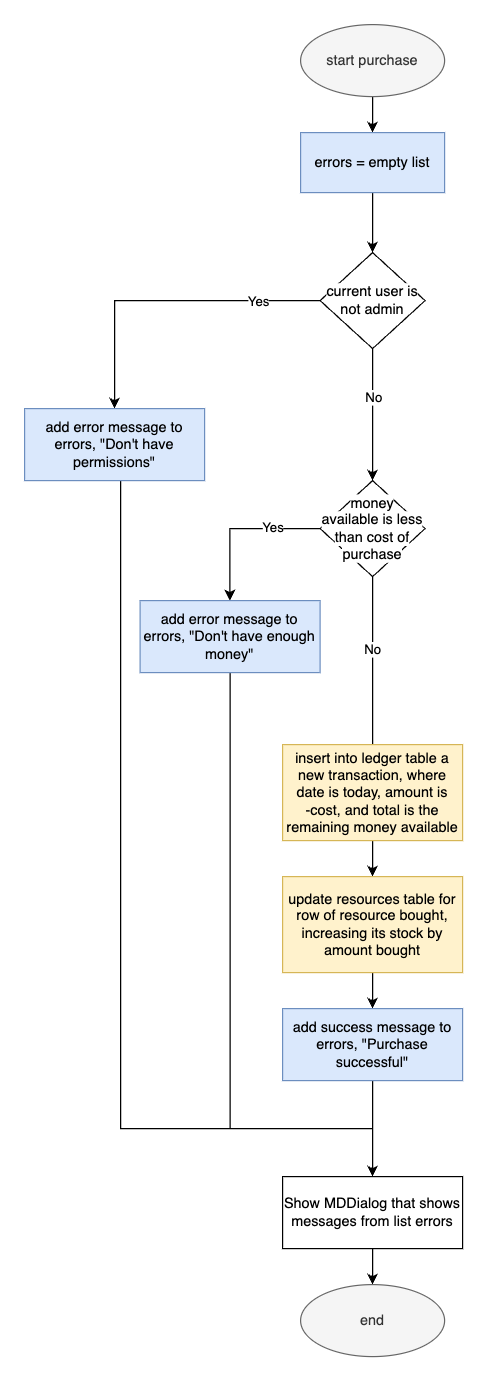 start purchase
errors = empty list
current user is
not admin
Yes
No
add error message to
errors, "Don't have
permissions"
money
available is less
than cost of
purchase
Yes
No
add error message to
errors, "Don't have enough
money"
insert into ledger table a
new transaction, where
date is today, amount is
-cost, and total is the
remaining money available
update resources table for
row of resource bought,
increasing its stock by
amount bought
add success message to
errors, "Purchase
successful"
Show MDDialog that shows
messages from list errors
end